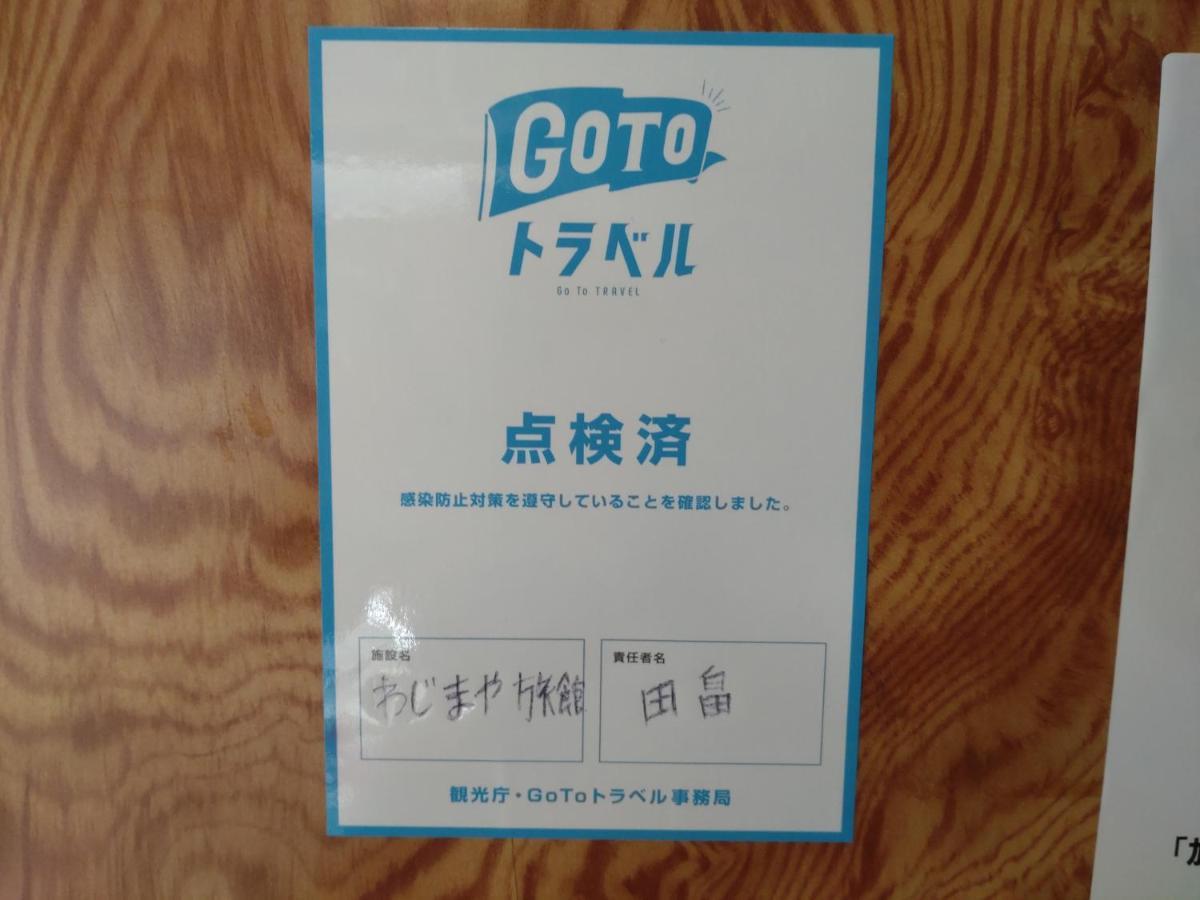 GOTO
トラベル
Go To TRAVEL
点検済
感染防止対策を遵守していることを確認しました。
施設名
わじまや旅館
責任者名
田畠
観光庁・GoToトラベル事務局
「加